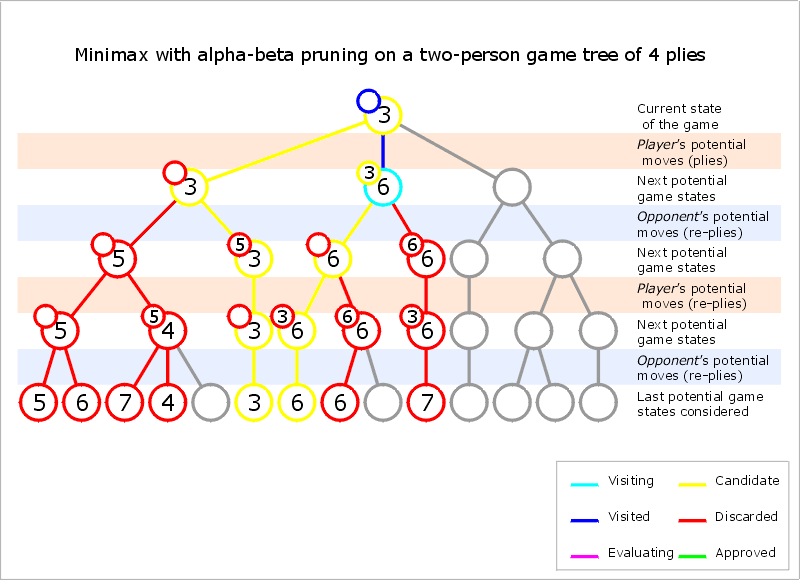 Minimax with alpha-beta pruning on a two-person game tree of 4 plies
3
Current state
of the game
Player's potential
moves (plies)
3 3 6
Next potential
game states
Opponent's potential
moves (re-plies)
5 5 3 6 6 6
Next potential
game states
Player's potential
moves (re-plies)
5 5 4 3 3 6 6 6 3 6
Next potential
game states
Opponent's potential
moves (re-plies)
5 6 7 4 3 6 6 7
Last potential game
states considered
Visiting Candidate
Visited Discarded
Evaluating Approved